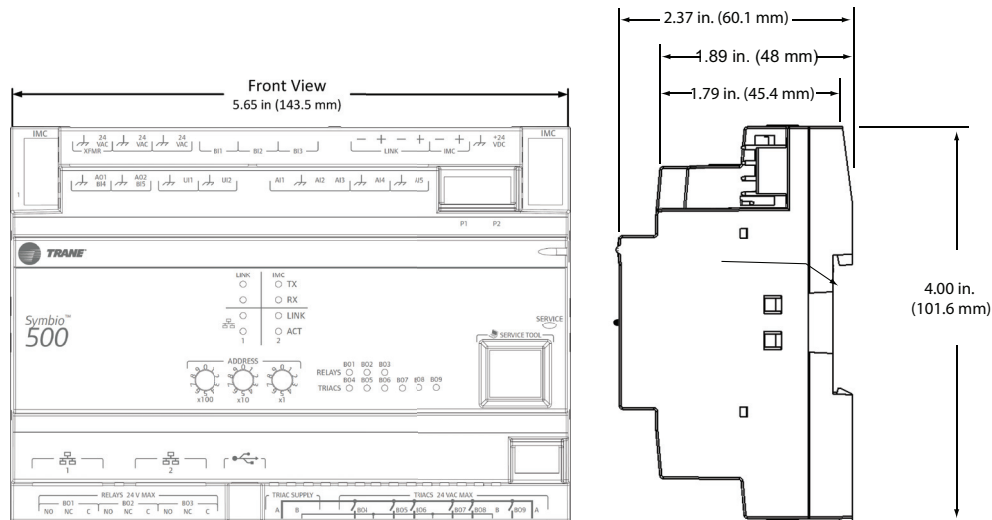 2.37 in. (60.1 mm)
1.89 in. (48 mm)
1.79 in. (45.4 mm)
Front View
5.65 in (143.5 mm)
IMC
24 VAC
24 VAC
24 VAC
XFMR
BI1
BI2
BI3
− + − +
LINK
− +
IMC
+24 VDC
IMC
AO1 BI4
AO2 BI5
UI1
UI2
AI1
AI2
AI3
AI4
AI5
1
P1 P2
TRANE
LINK IMC
TX
RX
LINK
ACT
1 2
Symbio™
500
SERVICE
SERVICE TOOL
ADDRESS
x100 x10 x1
BO1 BO2 BO3
RELAYS
BO4 BO5 BO6 BO7 BO8 BO9
TRIACS
4.00 in.
(101.6 mm)
1 2
RELAYS 24 V MAX
BO1 BO2 BO3
NO NC C NO NC C NO NC C
TRIAC SUPPLY
A B
TRIACS 24 VAC MAX
BO4 BO5 BO6 BO7 BO8 B BO9 A